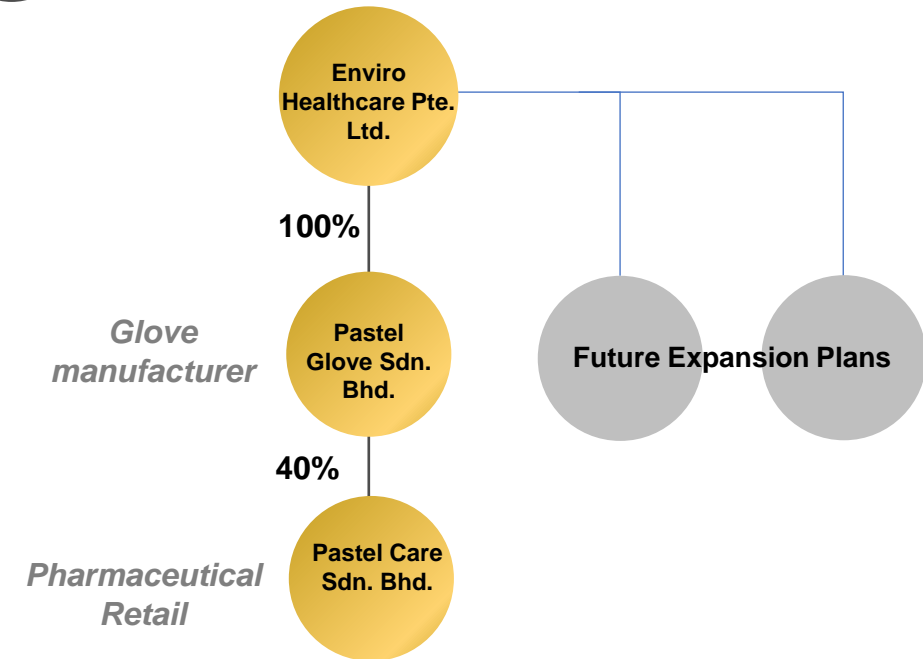 Enviro
Healthcare Pte.
Ltd.
100%
Glove
manufacturer
Pastel
Glove Sdn.
Bhd.
Future Expansion Plans
40%
Pharmaceutical
Retail
Pastel Care
Sdn. Bhd.